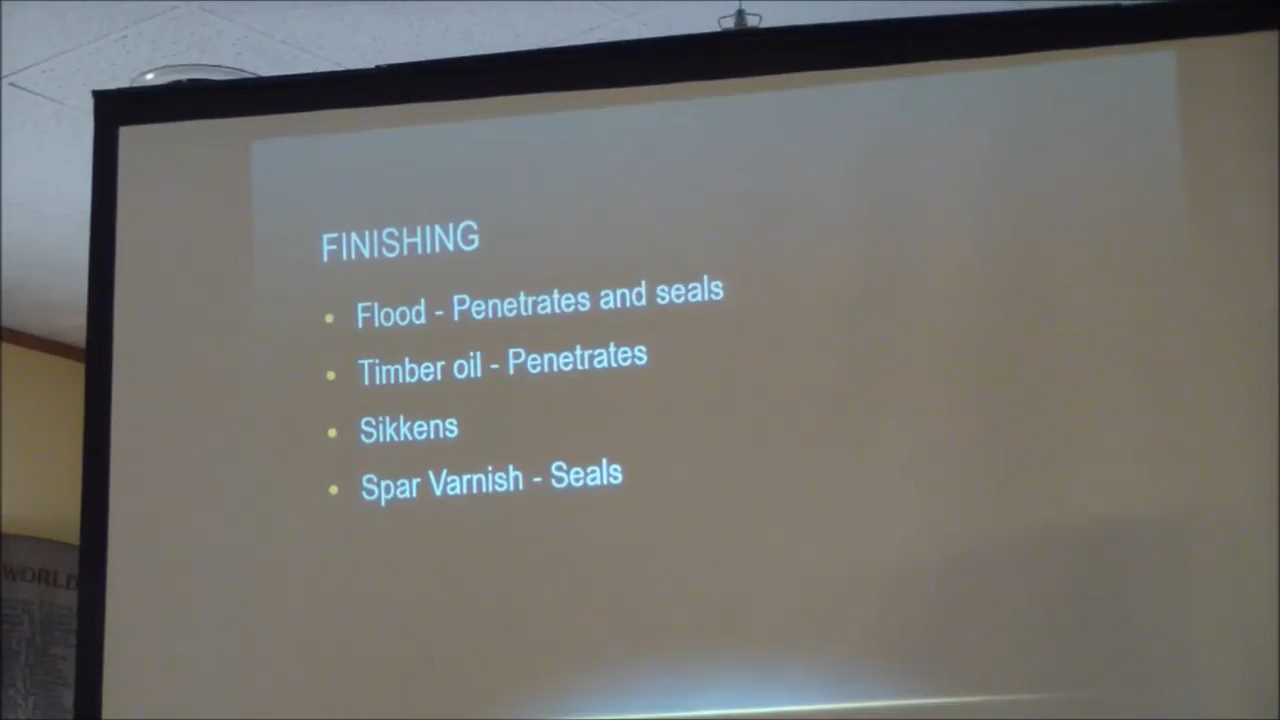 FINISHING
• Flood - Penetrates and seals
• Timber oil - Penetrates
• Sikkens
• Spar Varnish - Seals
WORLD